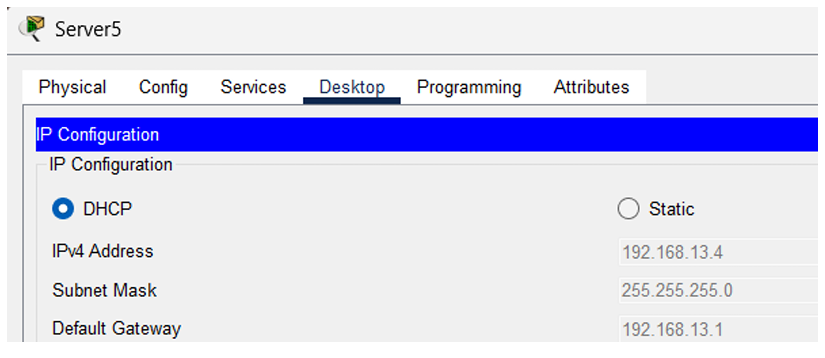 Server5
Physical Config Services Desktop Programming Attributes
IP Configuration
IP Configuration
DHCP Static
IPv4 Address 192.168.13.4
Subnet Mask 255.255.255.0
Default Gateway 192.168.13.1